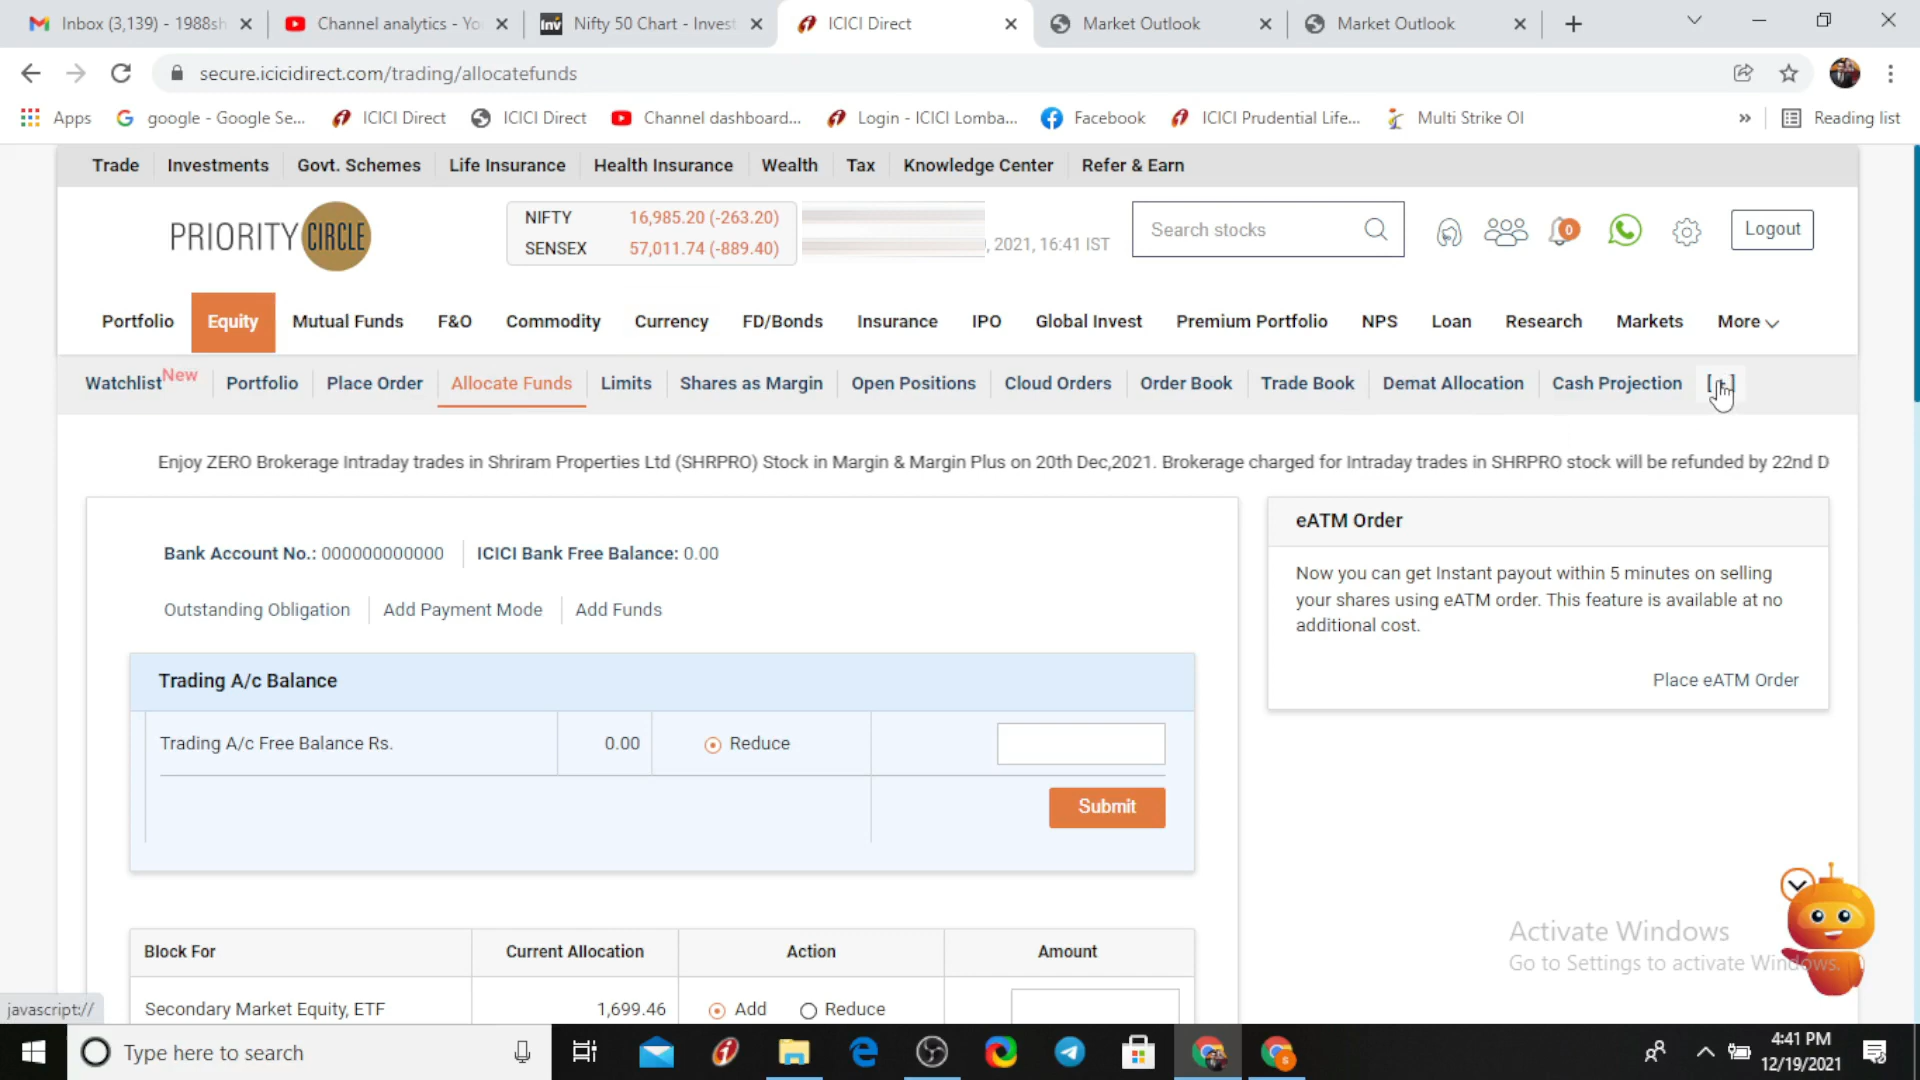 Inbox (3,139) - 1988sh
Channel analytics - Yo
Nifty 50 Chart - Invest
ICICI Direct
Market Outlook
Market Outlook
secure.icicidirect.com/trading/allocatefunds
Apps
google - Google Se...
ICICI Direct
ICICI Direct
Channel dashboard...
Login - ICICI Lomba...
Facebook
ICICI Prudential Life...
Multi Strike OI
Reading list
Trade Investments Govt. Schemes Life Insurance Health Insurance Wealth Tax Knowledge Center Refer & Earn
PRIORITY CIRCLE
NIFTY 16,985.20 (-263.20)
SENSEX 57,011.74 (-889.40)
, 2021, 16:41 IST
Search stocks
0
Logout
Portfolio Equity Mutual Funds F&O Commodity Currency FD/Bonds Insurance IPO Global Invest Premium Portfolio NPS Loan Research Markets More
Watchlist New Portfolio Place Order Allocate Funds Limits Shares as Margin Open Positions Cloud Orders Order Book Trade Book Demat Allocation Cash Projection
Enjoy ZERO Brokerage Intraday trades in Shriram Properties Ltd (SHRPRO) Stock in Margin & Margin Plus on 20th Dec,2021. Brokerage charged for Intraday trades in SHRPRO stock will be refunded by 22nd D
Bank Account No.: 000000000000 ICICI Bank Free Balance: 0.00
Outstanding Obligation Add Payment Mode Add Funds
Trading A/c Balance
Trading A/c Free Balance Rs. 0.00 Reduce
Submit
Block For Current Allocation Action Amount
Secondary Market Equity, ETF 1,699.46 Add Reduce
eATM Order
Now you can get Instant payout within 5 minutes on selling
your shares using eATM order. This feature is available at no
additional cost.
Place eATM Order
Activate Windows
Go to Settings to activate Windows.
javascript://
Type here to search
4:41 PM
12/19/2021